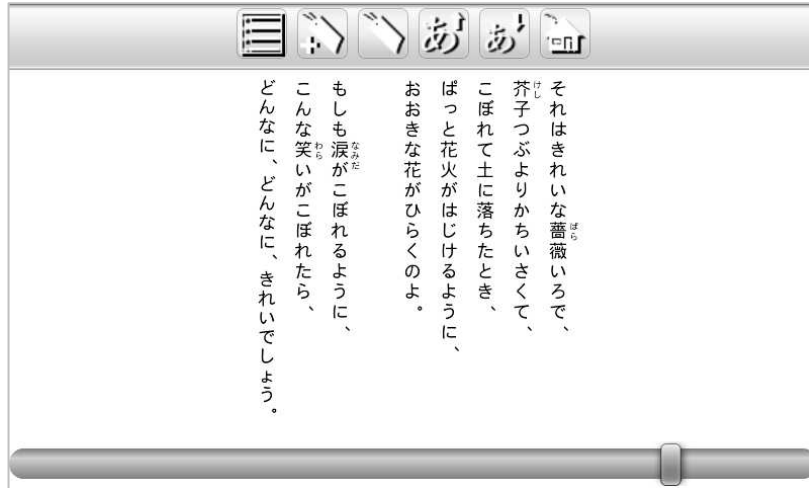 それはきれいな薔薇いろで、
芥子つぶよりかちいさくて、
こぼれて土に落ちたとき、
ぱっと花火がはじけるように、
おおきな花がひらくのよ。
もしも涙がこぼれるように、
こんな笑いがこぼれたら、
どんなに、どんなに、きれいでしょう。